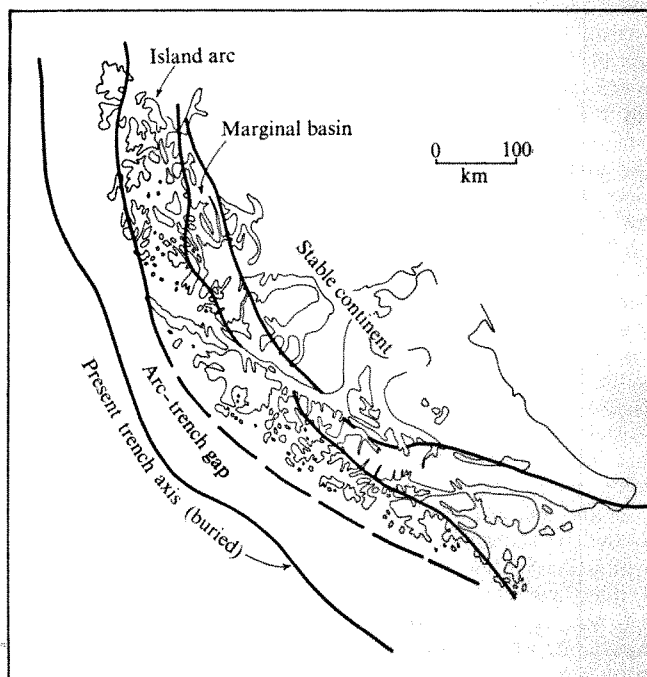 Island arc
Marginal basin
0 100
km
Stable continent
Arc-trench gap
Present trench axis (buried)